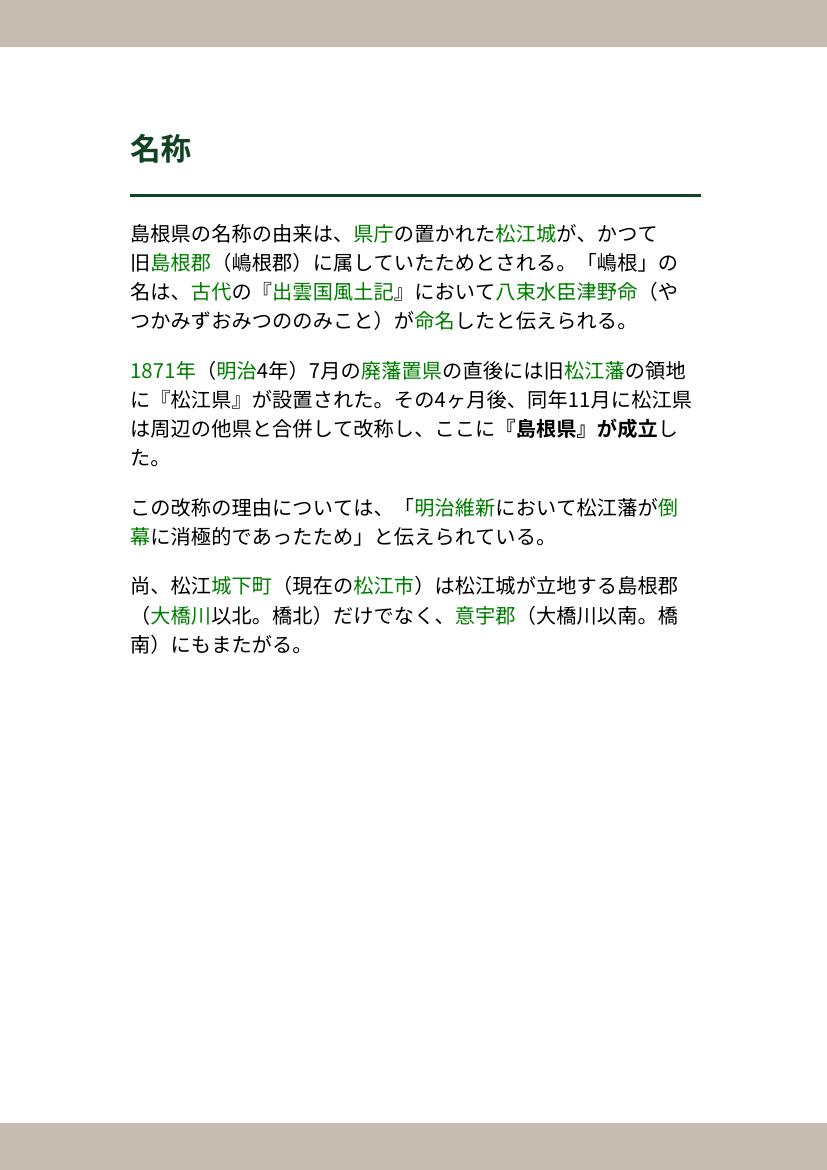 名称
島根県の名称の由来は、県庁の置かれた松江城が、かつて
旧島根郡（嶋根郡）に属していたためとされる。「嶋根」の
名は、古代の『出雲国風土記』において八束水臣津野命（や
つかみずおみつののみこと）が命名したと伝えられる。
1871年（明治4年）7月の廃藩置県の直後には旧松江藩の領地
に『松江県』が設置された。その4ヶ月後、同年11月に松江県
は周辺の他県と合併して改称し、ここに『島根県』が成立し
た。
この改称の理由については、「明治維新において松江藩が倒
幕に消極的であったため」と伝えられている。
尚、松江城下町（現在の松江市）は松江城が立地する島根郡
（大橋川以北。橋北）だけでなく、意宇郡（大橋川以南。橋
南）にもまたがる。